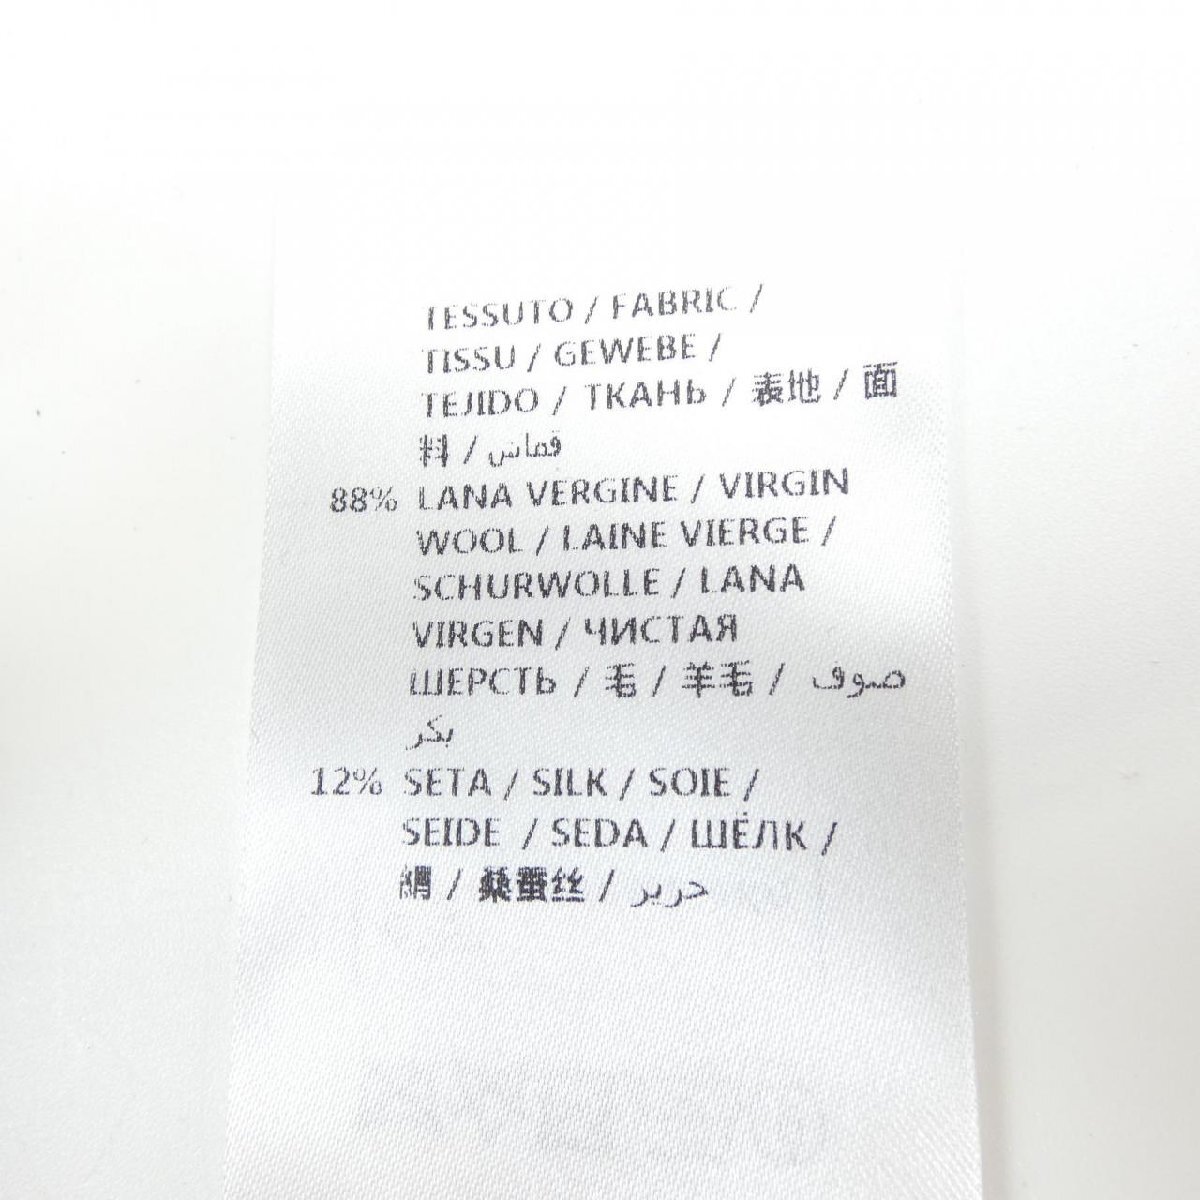 TESSUTO / FABRIC /
TISSU / GEWEBE /
TEJIDO / ТКАНЬ / 表地 / 面
料 / قماش
88% LANA VERGINE / VIRGIN
WOOL / LAINE VIERGE /
SCHURWOLLE / LANA
VIRGEN / ЧИСТАЯ
ШЕРСТЬ / 毛 / 羊毛 / صوف
بكر
12% SETA / SILK / SOIE /
SEIDE / SEDA / ШЁЛК /
絹 / 桑蚕丝 / حرير